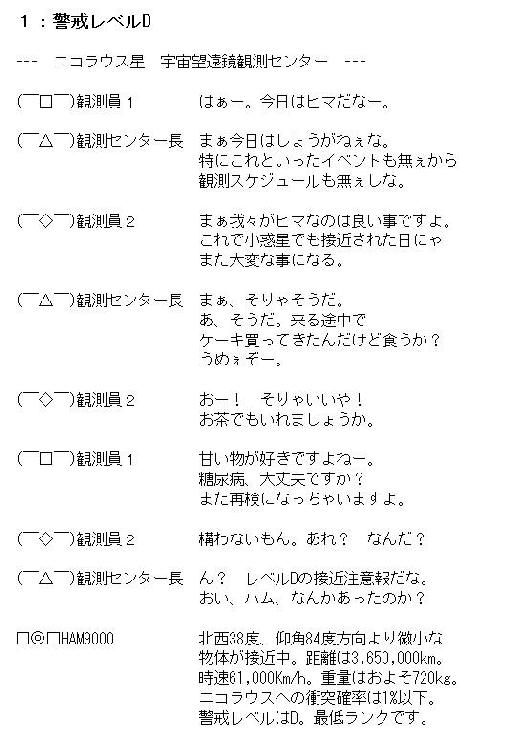 1：警戒レベルD
--- ニコラウス星　宇宙望遠鏡観測センター ---
(￣□￣)観測員1　はぁー。今日はヒマだなー。
(￣△￣)観測センター長　まぁ今日はしょうがねぇな。
特にこれといったイベントも無ぇから
観測スケジュールも無ぇしな。
(￣◇￣)観測員2　まぁ我々がヒマなのは良い事ですよ。
これで小惑星でも接近された日にゃ
また大変な事になる。
(￣△￣)観測センター長　まぁ、そりゃそうだ。
あ、そうだ。来る途中で
ケーキ買ってきたんだけど食うか？
うめぇぞー。
(￣◇￣)観測員2　おー！　そりゃいいや！
お茶でもいれましょうか。
(￣□￣)観測員1　甘い物が好きですよねー。
糖尿病、大丈夫ですか？
また再検になっちゃいますよ。
(￣◇￣)観測員2　構わないもん。あれ？　なんだ？
(￣△￣)観測センター長　ん？　レベルDの接近注意報だな。
おい、ハム、なんかあったのか？
□@□HAM9000　北西38度、仰角84度方向より微小な
物体が接近中。距離は3,650,000km。
時速61,000Km/h。重量はおよそ720kg。
ニコラウスへの衝突確率は1%以下。
警戒レベルはD。最低ランクです。